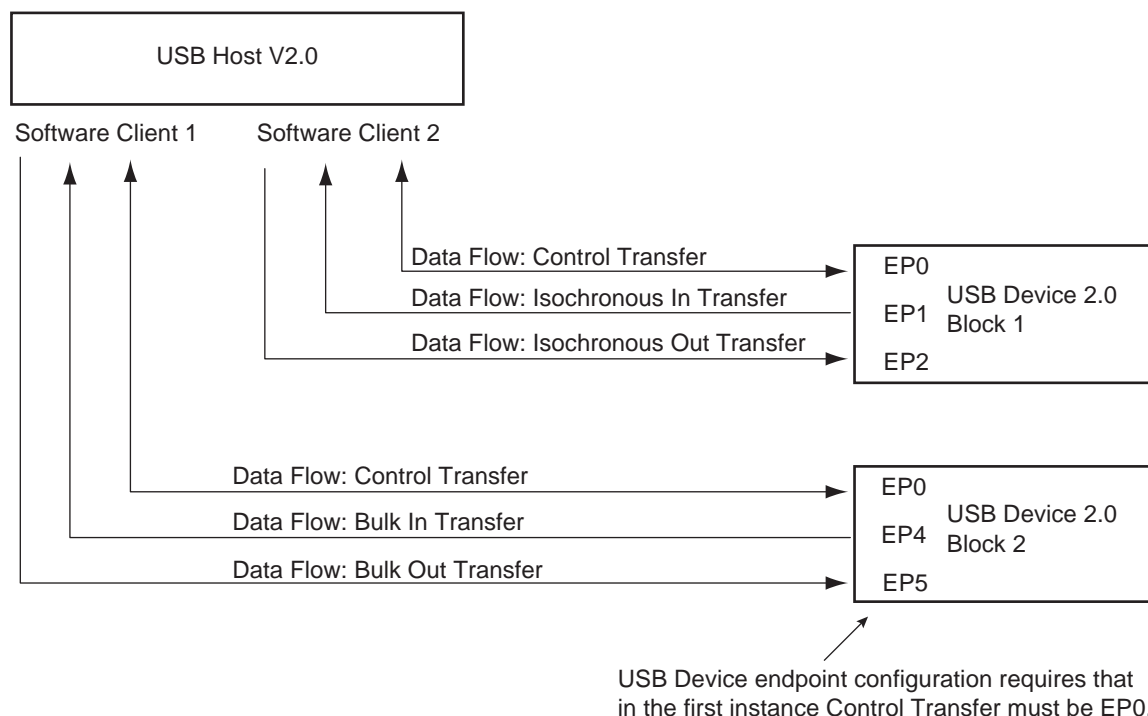 USB Host V2.0
Software Client 1
Software Client 2
Data Flow: Control Transfer
Data Flow: Isochronous In Transfer
Data Flow: Isochronous Out Transfer
EP0
EP1
EP2
USB Device 2.0
Block 1
Data Flow: Control Transfer
Data Flow: Bulk In Transfer
Data Flow: Bulk Out Transfer
EP0
EP4
EP5
USB Device 2.0
Block 2
USB Device endpoint configuration requires that
in the first instance Control Transfer must be EP0